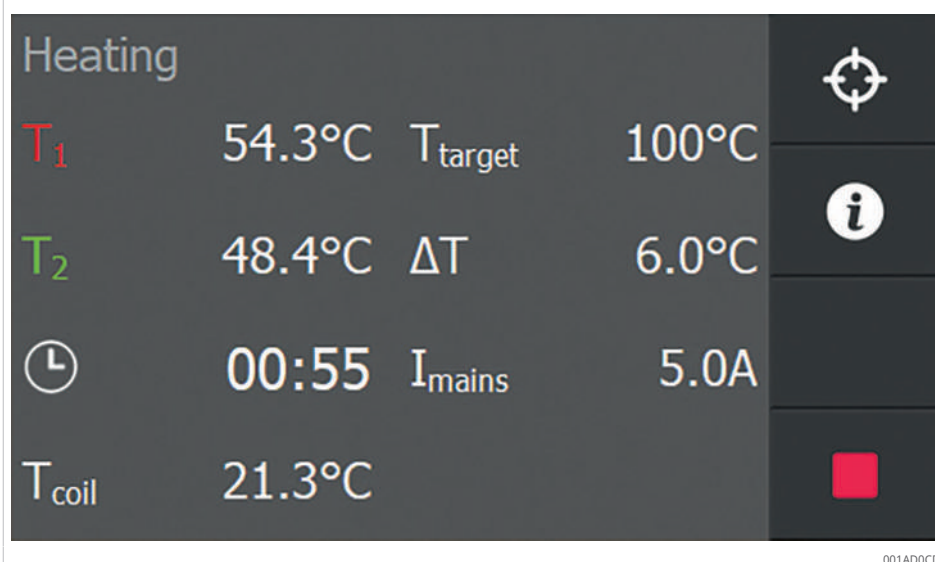 Heating
T1 54.3°C Ttarget 100°C
i
T2 48.4°C ΔT 6.0°C
00:55 Imains 5.0A
Tcoil 21.3°C